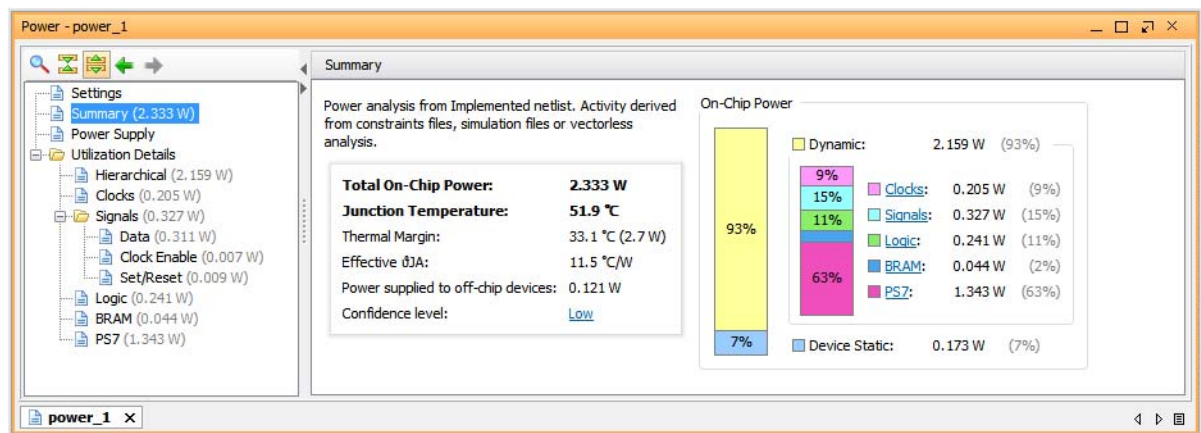 Power - power_1
Settings
Summary (2.333 W)
Power Supply
Utilization Details
Hierarchical (2.159 W)
Clocks (0.205 W)
Signals (0.327 W)
Data (0.311 W)
Clock Enable (0.007 W)
Set/Reset (0.009 W)
Logic (0.241 W)
BRAM (0.044 W)
PS7 (1.343 W)
Summary
Power analysis from Implemented netlist. Activity derived
from constraints files, simulation files or vectorless
analysis.
Total On-Chip Power: 2.333 W
Junction Temperature: 51.9 °C
Thermal Margin: 33.1 °C (2.7 W)
Effective ϑJA: 11.5 °C/W
Power supplied to off-chip devices: 0.121 W
Confidence level: Low
On-Chip Power
93%
7%
Dynamic: 2.159 W (93%)
9%
15%
11%
63%
Clocks: 0.205 W (9%)
Signals: 0.327 W (15%)
Logic: 0.241 W (11%)
BRAM: 0.044 W (2%)
PS7: 1.343 W (63%)
Device Static: 0.173 W (7%)
power_1